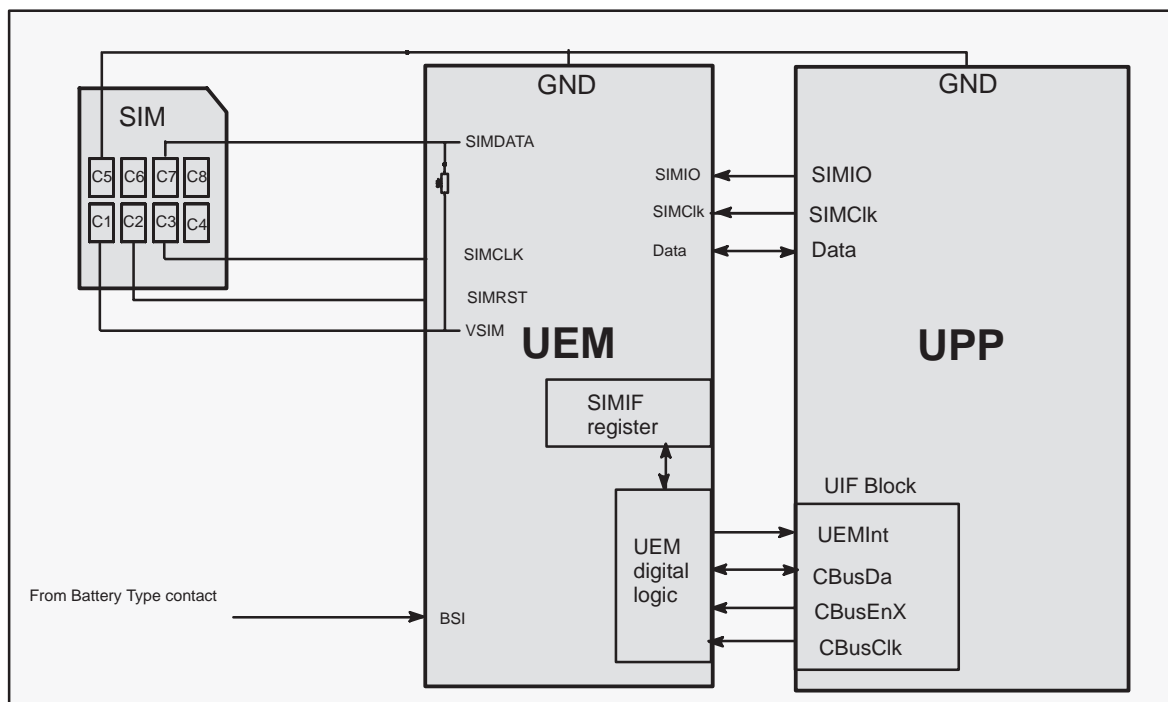 GND
GND
SIM
SIMDATA
C5 C6 C7 C8
SIMIO
SIMIO
C1 C2 C3 C4
SIMClk
SIMClk
SIMCLK
Data
Data
SIMRST
VSIM
UEM
UPP
SIMIF
register
UIF Block
UEM
digital
logic
UEMInt
CBusDa
CBusEnX
CBusClk
From Battery Type contact
BSI